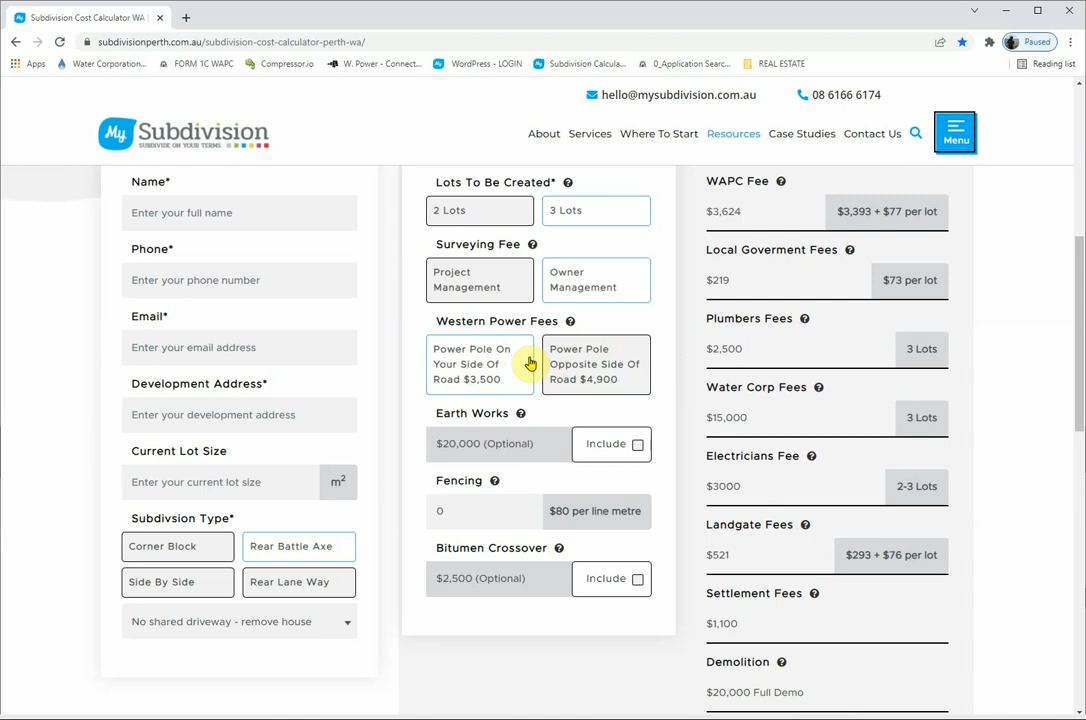 Subdivision Cost Calculator WA |
subdivisionperth.com.au/subdivision-cost-calculator-perth-wa/
Paused
Apps
Water Corporation...
FORM 1C WAPC
Compressor.io
W. Power - Connect...
WordPress - LOGIN
Subdivision Calcula...
0_Application Searc...
REAL ESTATE
Reading list
hello@mysubdivision.com.au
08 6166 6174
My Subdivision
SUBDIVIDE ON YOUR TERMS
About
Services
Where To Start
Resources
Case Studies
Contact Us
Menu
Name*
Enter your full name
Phone*
Enter your phone number
Email*
Enter your email address
Development Address*
Enter your development address
Current Lot Size
Enter your current lot size
m²
Subdivsion Type*
Corner Block
Rear Battle Axe
Side By Side
Rear Lane Way
No shared driveway - remove house
Lots To Be Created*
2 Lots
3 Lots
Surveying Fee
Project
Management
Owner
Management
Western Power Fees
Power Pole On
Your Side Of
Road $3,500
Power Pole
Opposite Side Of
Road $4,900
Earth Works
$20,000 (Optional)
Include
Fencing
0
$80 per line metre
Bitumen Crossover
$2,500 (Optional)
Include
WAPC Fee
$3,624
$3,393 + $77 per lot
Local Goverment Fees
$219
$73 per lot
Plumbers Fees
$2,500
3 Lots
Water Corp Fees
$15,000
3 Lots
Electricians Fee
$3000
2-3 Lots
Landgate Fees
$521
$293 + $76 per lot
Settlement Fees
$1,100
Demolition
$20,000 Full Demo